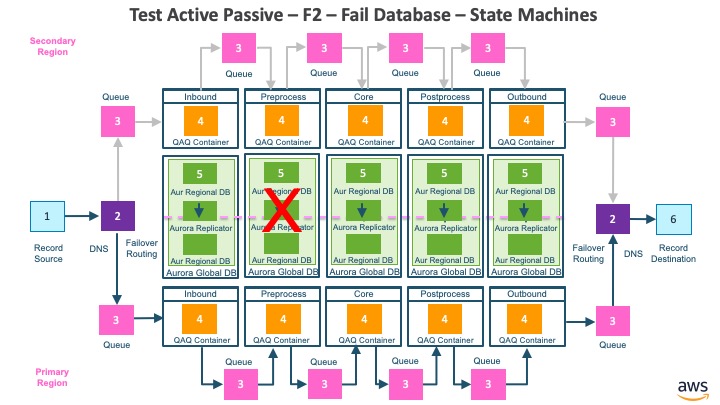 Test Active Passive – F2 – Fail Database – State Machines
Secondary
Region
3
3
3
3
Queue
Queue
Queue
Queue
Queue
3
Inbound
4
QAQ Container
Preprocess
4
QAQ Container
Core
4
QAQ Container
Postprocess
4
QAQ Container
Outbound
4
QAQ Container
Queue
3
5
Aur Regional DB
Aurora Replicator
Aur Regional DB
Aurora Global DB
5
Aur Regional DB
Aurora Replicator
Aur Regional DB
Aurora Global DB
5
Aur Regional DB
Aurora Replicator
Aur Regional DB
Aurora Global DB
5
Aur Regional DB
Aurora Replicator
Aur Regional DB
Aurora Global DB
5
Aur Regional DB
Aurora Replicator
Aur Regional DB
Aurora Global DB
X
1
Record
Source
2
DNS
Failover
Routing
2
Failover
Routing
DNS
6
Record
Destination
3
Queue
Inbound
4
QAQ Container
Preprocess
4
QAQ Container
Core
4
QAQ Container
Postprocess
4
QAQ Container
Outbound
4
QAQ Container
3
Queue
Queue
3
Queue
3
Queue
3
Queue
3
Primary
Region
aws